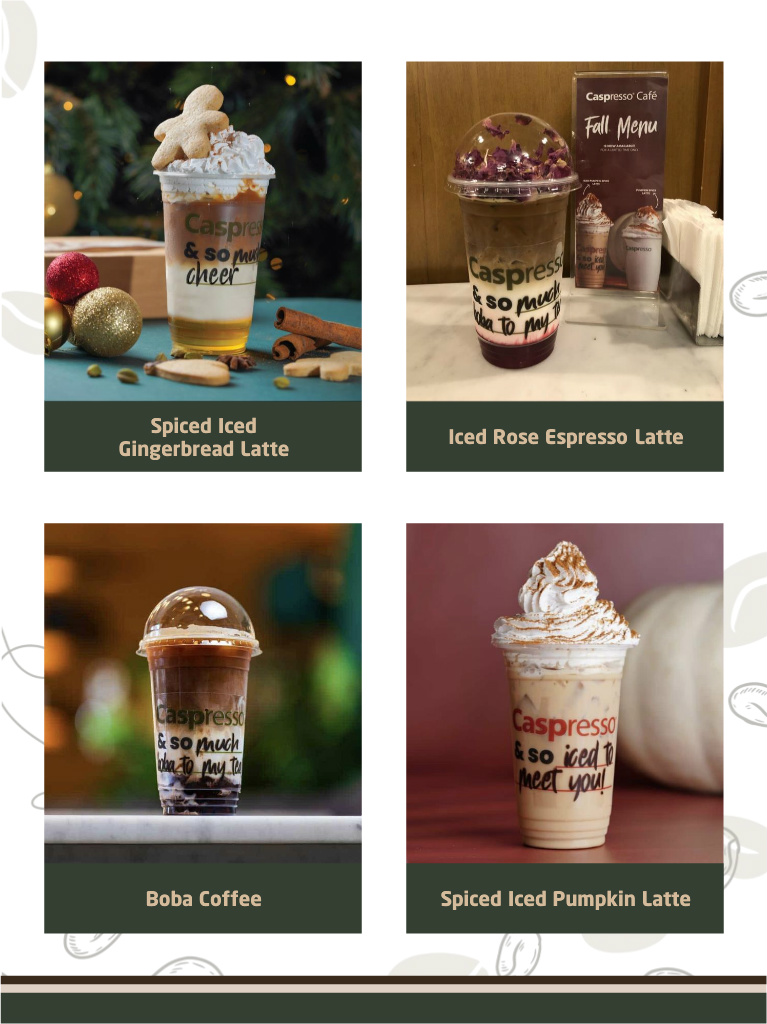 Caspresso
& so much
cheer
Spiced Iced
Gingerbread Latte
Caspresso® Café
Fall Menu
Caspresso
& so much
boba to my tea
Iced Rose Espresso Latte
Caspresso
& so much
boba to my tea
Boba Coffee
Caspresso
& so iced to
meet you!
Spiced Iced Pumpkin Latte